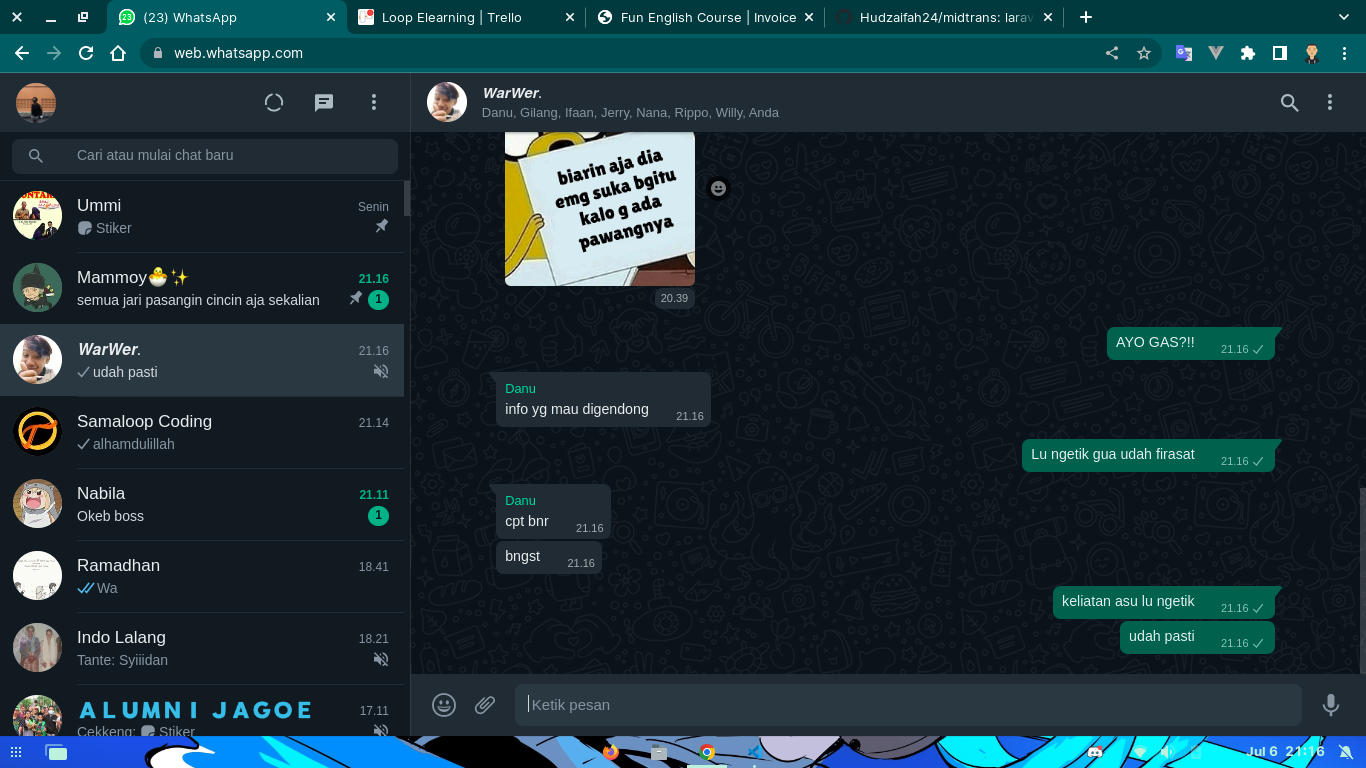 (23) WhatsApp
Loop Elearning | Trello
Fun English Course | Invoice
Hudzaifah24/midtrans: larav
web.whatsapp.com
WarWer.
Danu, Gilang, Ifaan, Jerry, Nana, Rippo, Willy, Anda
Cari atau mulai chat baru
Ummi
Senin
Stiker
Mammoy🐣✨
21.16
semua jari pasangin cincin aja sekalian
1
WarWer.
21.16
udah pasti
Samaloop Coding
21.14
alhamdulillah
Nabila
21.11
Okeb boss
1
Ramadhan
18.41
Wa
Indo Lalang
18.21
Tante: Syiiidan
ALUMNI JAGOE
17.11
Cekkeng: Stiker
biarin aja dia
emg suka bgitu
kalo g ada
pawangnya
20.39
AYO GAS?!!
21.16
Danu
info yg mau digendong
21.16
Lu ngetik gua udah firasat
21.16
Danu
cpt bnr
21.16
bngst
21.16
keliatan asu lu ngetik
21.16
udah pasti
21.16
Ketik pesan
Jul 6 21:16